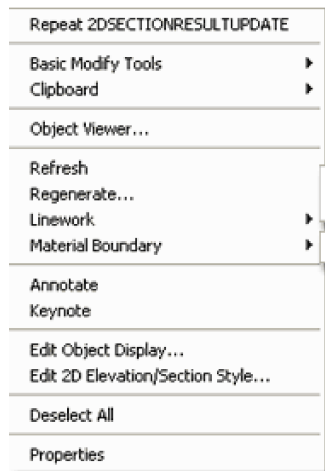 Repeat 2DSECTIONRESULTUPDATE
Basic Modify Tools
Clipboard
Object Viewer...
Refresh
Regenerate...
Linework
Material Boundary
Annotate
Keynote
Edit Object Display...
Edit 2D Elevation/Section Style...
Deselect All
Properties